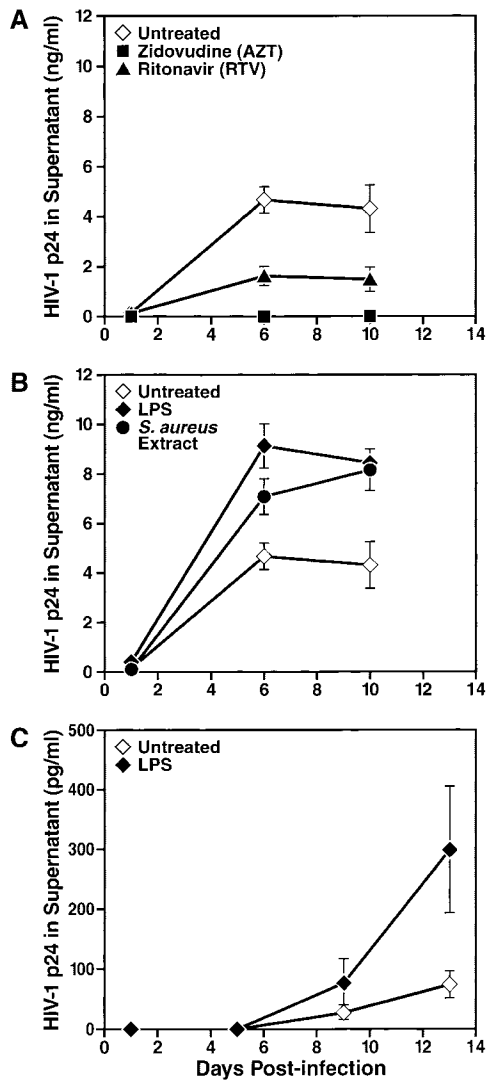 A
HIV-1 p24 in Supernatant (ng/ml)
12
10
8
6
4
2
0
Untreated
Zidovudine (AZT)
Ritonavir (RTV)
0 2 4 6 8 10 12 14
B
HIV-1 p24 in Supernatant (ng/ml)
12
10
8
6
4
2
0
Untreated
LPS
S. aureus
Extract
0 2 4 6 8 10 12 14
C
HIV-1 p24 in Supernatant (pg/ml)
500
400
300
200
100
0
Untreated
LPS
0 2 4 6 8 10 12 14
Days Post-infection